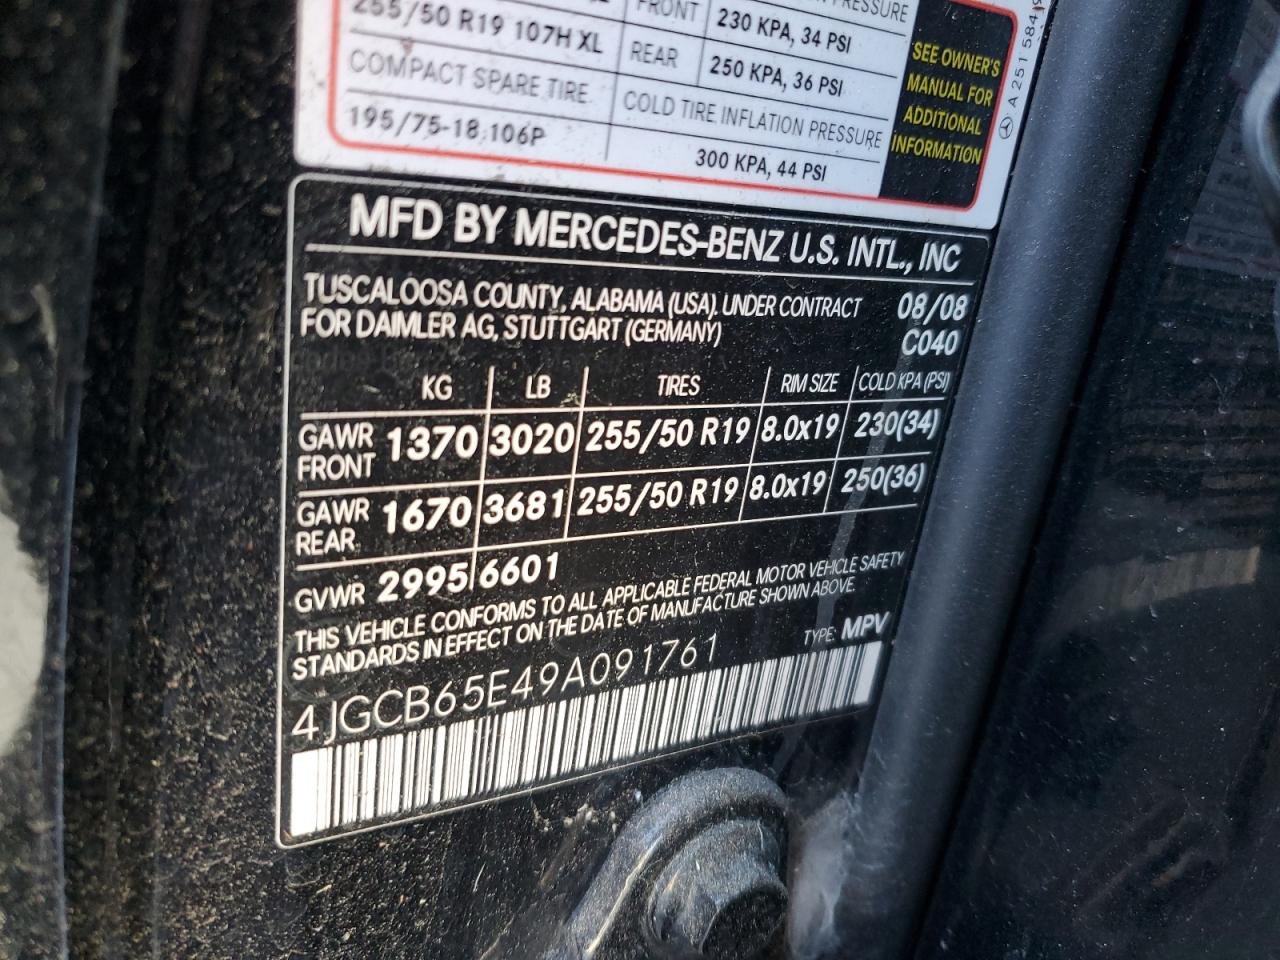 255/50 R19 107H XL FRONT 230 KPA, 34 PSI PRESSURE
REAR 250 KPA, 36 PSI
COMPACT SPARE TIRE COLD TIRE INFLATION PRESSURE
195/75-18 106P 300 KPA, 44 PSI
SEE OWNER'S
MANUAL FOR
ADDITIONAL
INFORMATION
A 251 584
MFD BY MERCEDES-BENZ U.S. INTL., INC
TUSCALOOSA COUNTY, ALABAMA (USA). UNDER CONTRACT 08/08
FOR DAIMLER AG, STUTTGART (GERMANY) C040
KG LB TIRES RIM SIZE COLD KPA (PSI)
GAWR FRONT 1370 3020 255/50 R19 8.0x19 230(34)
GAWR REAR 1670 3681 255/50 R19 8.0x19 250(36)
GVWR 2995 6601
THIS VEHICLE CONFORMS TO ALL APPLICABLE FEDERAL MOTOR VEHICLE SAFETY
STANDARDS IN EFFECT ON THE DATE OF MANUFACTURE SHOWN ABOVE.
4JGCB65E49A091761 TYPE: MPV